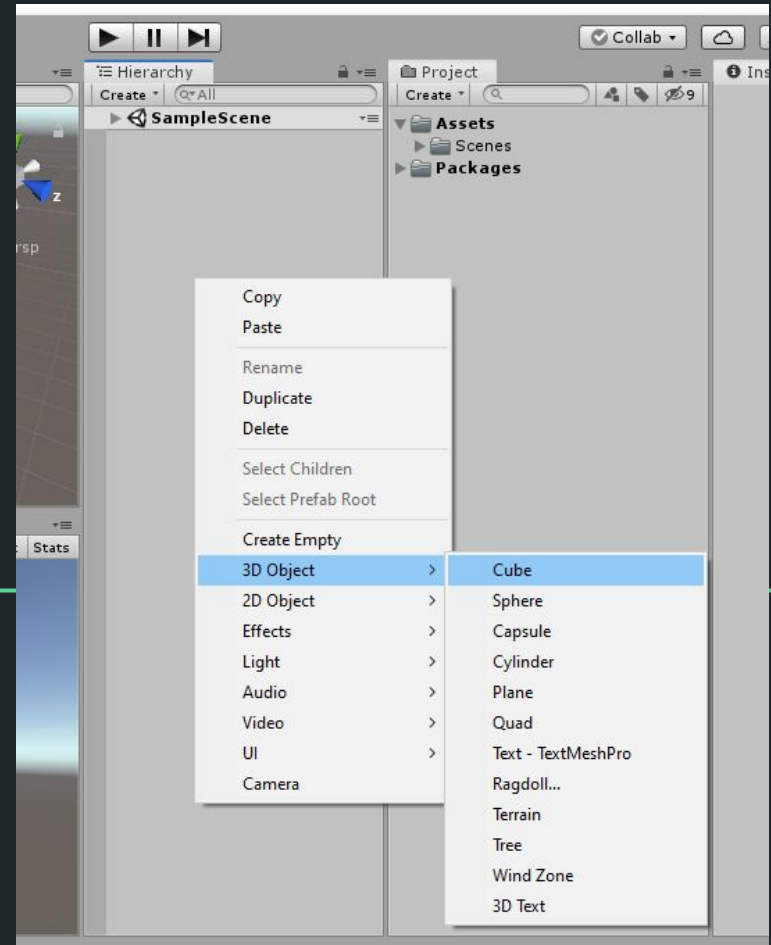 Collab
Hierarchy
Project
Ins
Create
All
Create
9
SampleScene
Assets
Scenes
Packages
z
rsp
Copy
Paste
Rename
Duplicate
Delete
Select Children
Select Prefab Root
Create Empty
Stats
3D Object
Cube
2D Object
Sphere
Effects
Capsule
Light
Cylinder
Audio
Plane
Video
Quad
UI
Text - TextMeshPro
Camera
Ragdoll...
Terrain
Tree
Wind Zone
3D Text